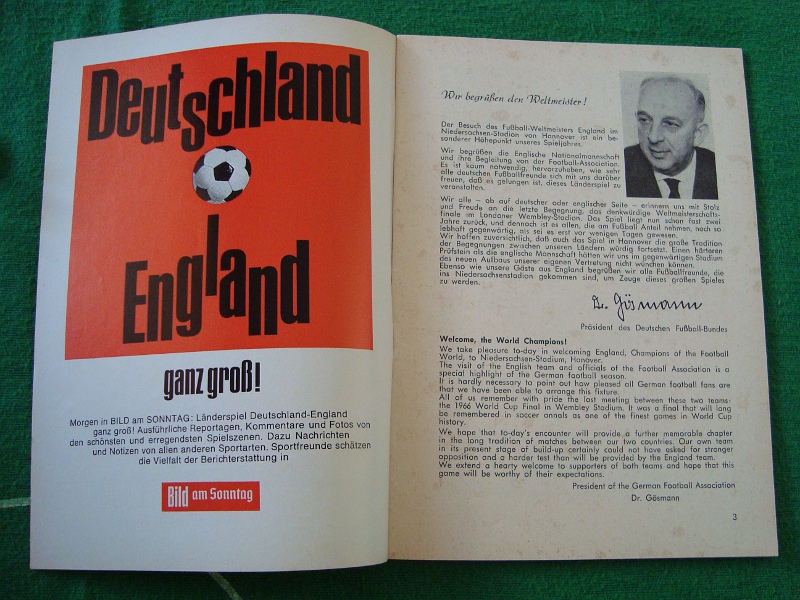 Deutschland
England
ganz groß!
Morgen in BILD am SONNTAG: Länderspiel Deutschland-England
ganz groß! Ausführliche Reportagen, Kommentare und Fotos von
den schönsten und erregendsten Spielszenen. Dazu Nachrichten
und Notizen von allen anderen Sportarten. Sportfreunde schätzen
die Vielfalt der Berichterstattung in
Bild am Sonntag
Wir begrüßen den Weltmeister!
Der Besuch des Fußball-Weltmeisters England im
Niedersachsen-Stadion von Hannover ist ein be-
sonderer Höhepunkt unseres Spieljahres.
Wir begrüßen die Englische Nationalmannschaft
und ihre Begleitung von der Football-Association.
Es ist kaum notwendig, hervorzuheben, wie sehr
alle deutschen Fußballfreunde sich mit uns darüber
freuen, daß es gelungen ist, dieses Länderspiel zu
veranstalten.
Wir alle – ob auf deutscher oder englischer Seite – erinnern uns mit Stolz
und Freude an die letzte Begegnung, das denkwürdige Weltmeisterschafts-
finale im Londoner Wembley-Stadion. Das Spiel liegt nun schon fast zwei
Jahre zurück, und dennoch ist es allen, die am Fußball Anteil nehmen, noch so
lebhaft gegenwärtig, als sei es erst vor wenigen Tagen gewesen.
Wir hoffen zuversichtlich, daß auch das Spiel in Hannover die große Tradition
der Begegnungen zwischen unseren Ländern würdig fortsetzt. Einen härteren
Prüfstein als die englische Mannschaft hätten wir uns im gegenwärtigen Stadium
des neuen Aufbaus unserer eigenen Vertretung nicht wünschen können.
Ebenso wie unsere Gäste aus England begrüßen wir alle Fußballfreunde, die
ins Niedersachsenstadion gekommen sind, um Zeuge dieses großen Spieles
zu werden.
Dr. Gösmann
Präsident des Deutschen Fußball-Bundes
Welcome, the World Champions!
We take pleasure to-day in welcoming England, Champions of the Football
World, to Niedersachsen-Stadion, Hanover.
The visit of the English team and officials of the Football Association is a
special highlight of the German football season.
It is hardly necessary to point out how pleased all German football fans are
that we have been able to arrange this fixture.
All of us remember with pride the last meeting between these two teams:
the 1966 World Cup Final in Wembley Stadium. It was a final that will long
be remembered in soccer annals as one of the finest games in World Cup
history.
We hope that to-day's encounter will provide a further memorable chapter
in the long tradition of matches between our two countries. Our own team
in its present stage of build-up certainly could not have asked for stronger
opposition and a harder test than will be provided by the England team.
We extend a hearty welcome to supporters of both teams and hope that this
game will be worthy of their expectations.
President of the German Football Association
Dr. Gösmann
3